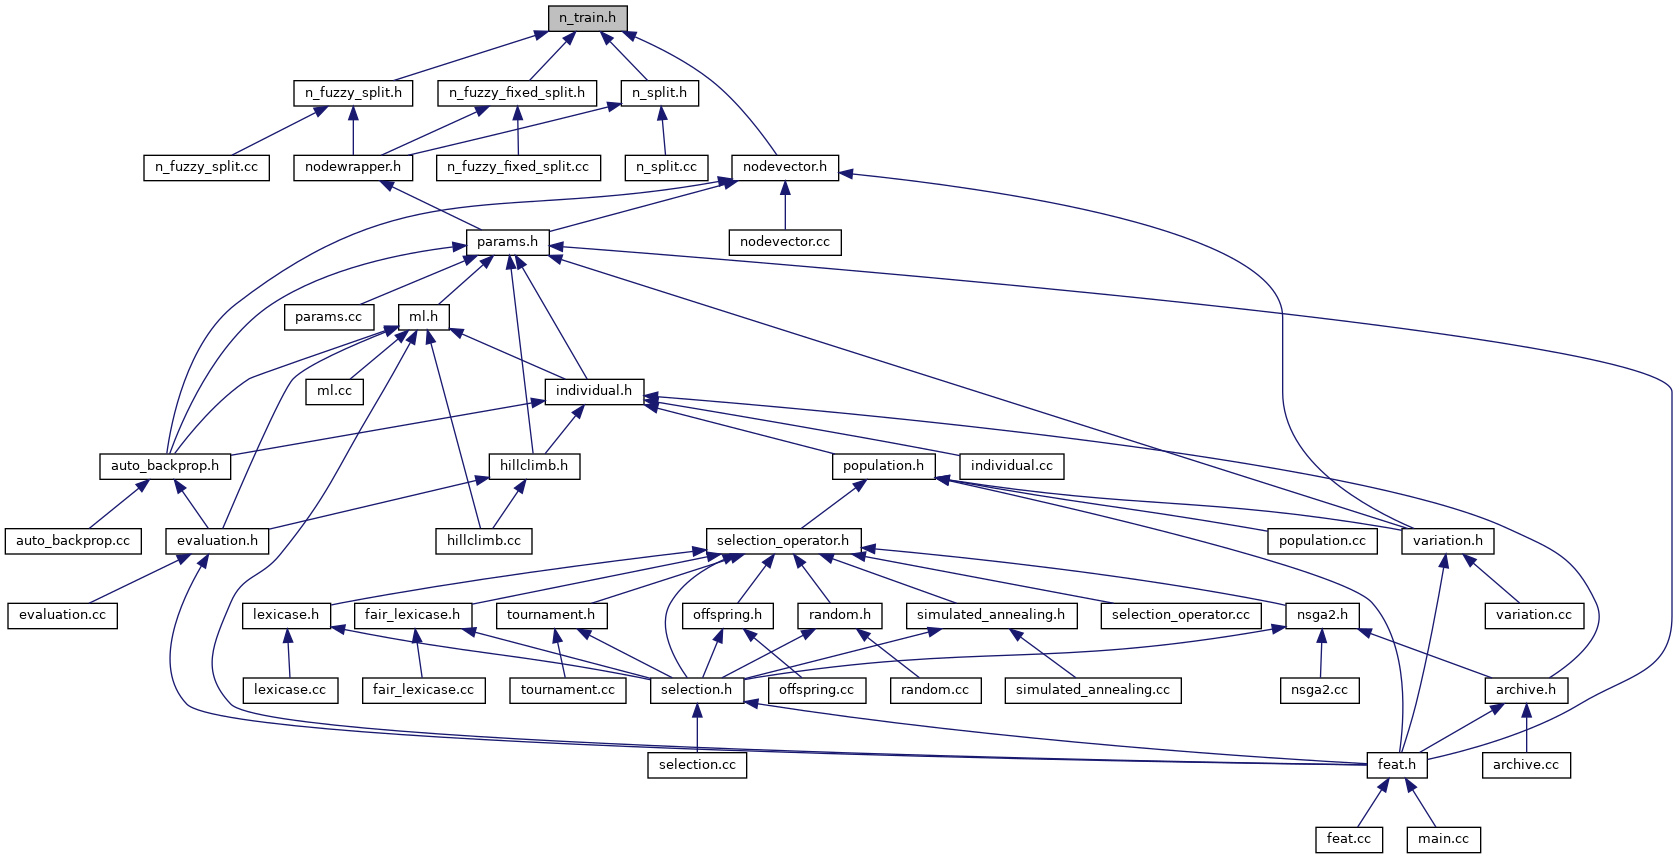 n_train.h
n_fuzzy_split.h
n_fuzzy_fixed_split.h
n_split.h
n_fuzzy_split.cc
nodewrapper.h
n_fuzzy_fixed_split.cc
n_split.cc
nodevector.h
params.h
nodevector.cc
params.cc
ml.h
ml.cc
individual.h
auto_backprop.h
hillclimb.h
population.h
individual.cc
auto_backprop.cc
evaluation.h
hillclimb.cc
selection_operator.h
population.cc
variation.h
evaluation.cc
lexicase.h
fair_lexicase.h
tournament.h
offspring.h
random.h
simulated_annealing.h
selection_operator.cc
nsga2.h
variation.cc
lexicase.cc
fair_lexicase.cc
tournament.cc
selection.h
offspring.cc
random.cc
simulated_annealing.cc
nsga2.cc
archive.h
selection.cc
feat.h
archive.cc
feat.cc
main.cc